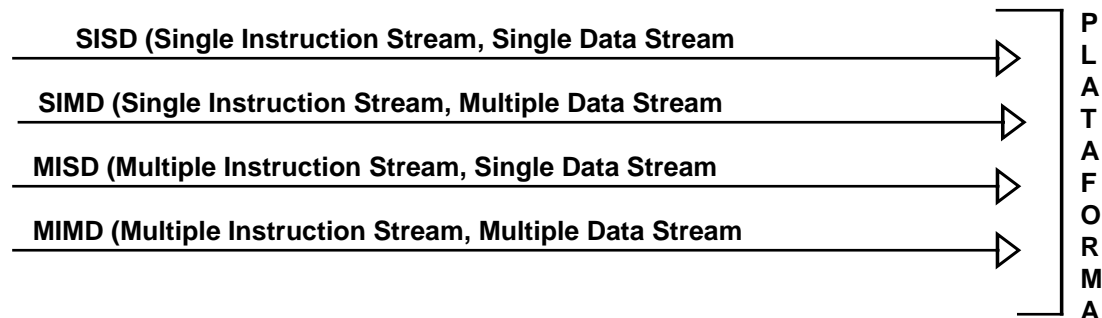 SISD (Single Instruction Stream, Single Data Stream
SIMD (Single Instruction Stream, Multiple Data Stream
MISD (Multiple Instruction Stream, Single Data Stream
MIMD (Multiple Instruction Stream, Multiple Data Stream
P
L
A
T
A
F
O
R
M
A